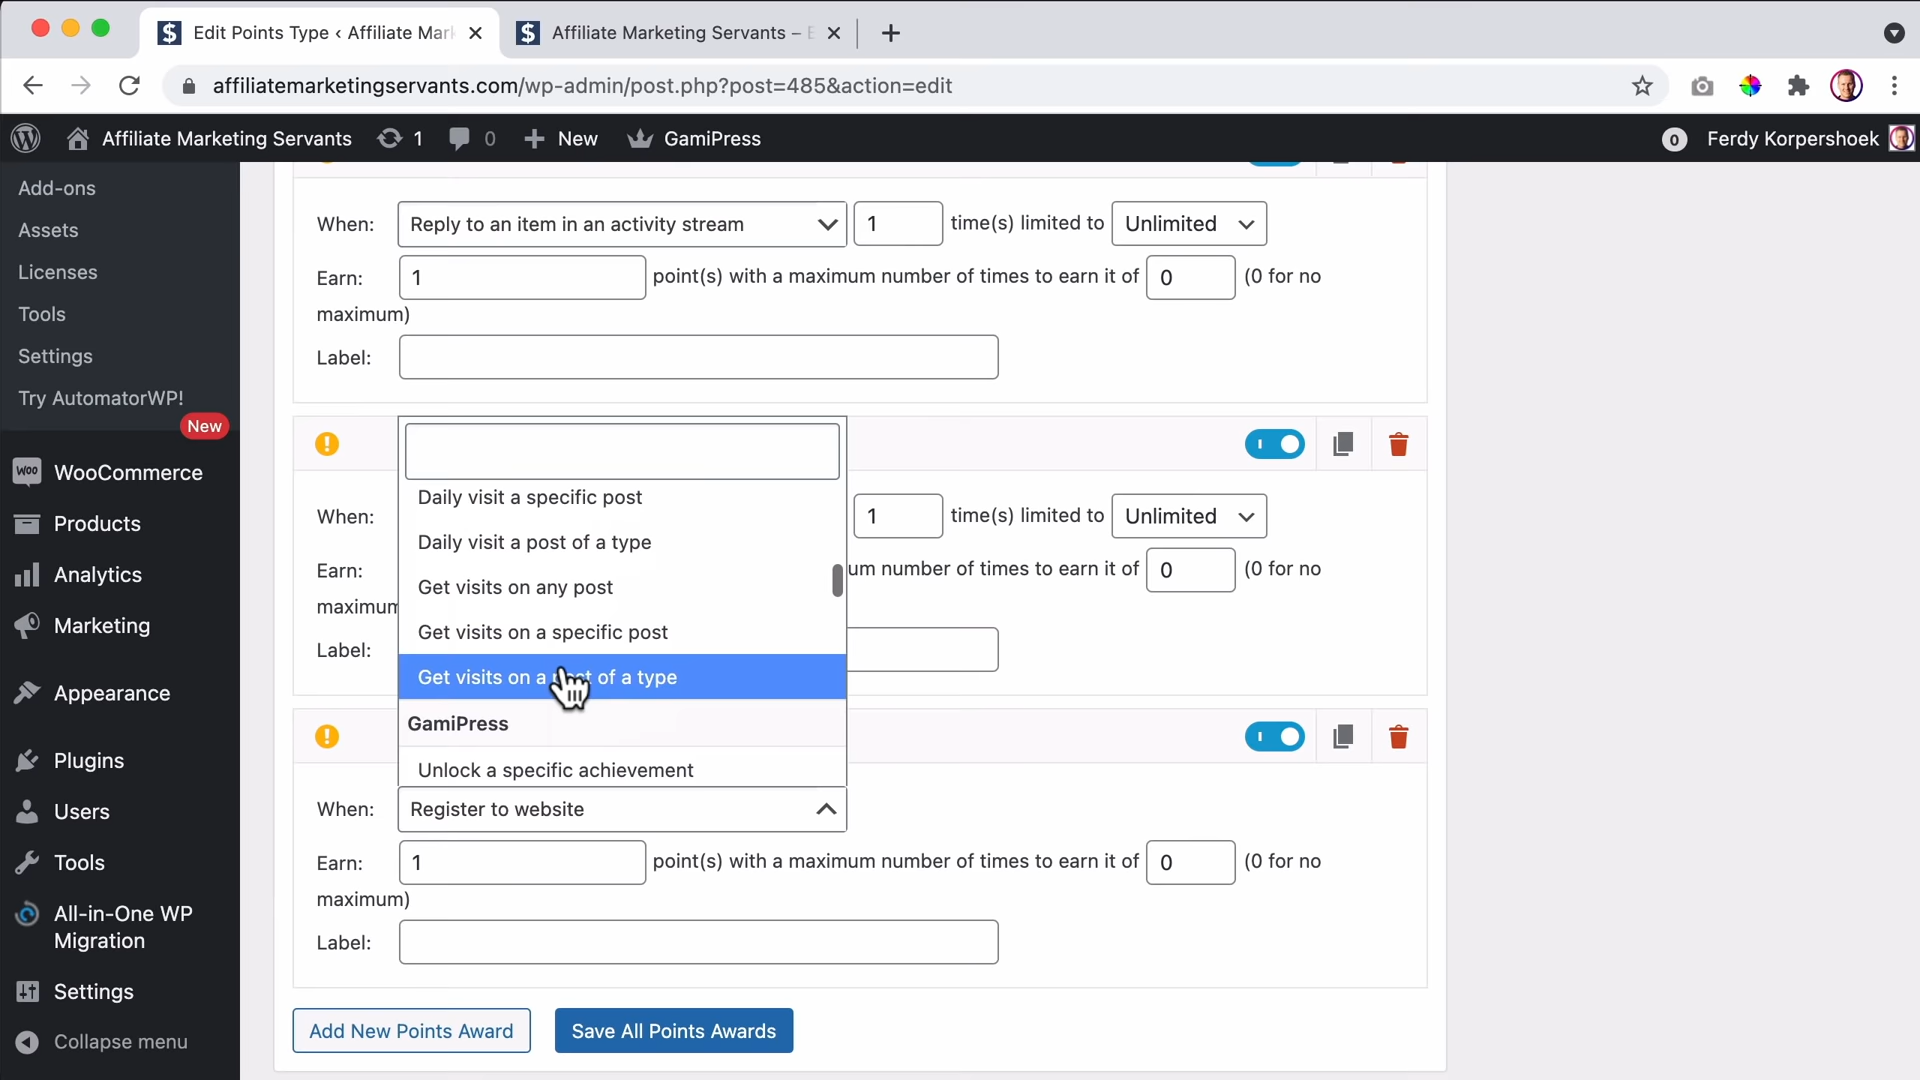 Edit Points Type ‹ Affiliate Mar
Affiliate Marketing Servants –
affiliatemarketingservants.com/wp-admin/post.php?post=485&action=edit
Affiliate Marketing Servants
1
0
New
GamiPress
0
Ferdy Korpershoek
Add-ons
Assets
Licenses
Tools
Settings
Try AutomatorWP!
New
WooCommerce
Products
Analytics
Marketing
Appearance
Plugins
Users
Tools
All-in-One WP
Migration
Settings
Collapse menu
When: Reply to an item in an activity stream 1 time(s) limited to Unlimited
Earn: 1 point(s) with a maximum number of times to earn it of 0 (0 for no
maximum)
Label:
Daily visit a specific post
Daily visit a post of a type
Get visits on any post
Get visits on a specific post
Get visits on a post of a type
GamiPress
Unlock a specific achievement
When: 1 time(s) limited to Unlimited
Earn: um number of times to earn it of 0 (0 for no
maximum
Label:
When: Register to website
Earn: 1 point(s) with a maximum number of times to earn it of 0 (0 for no
maximum)
Label:
Add New Points Award
Save All Points Awards